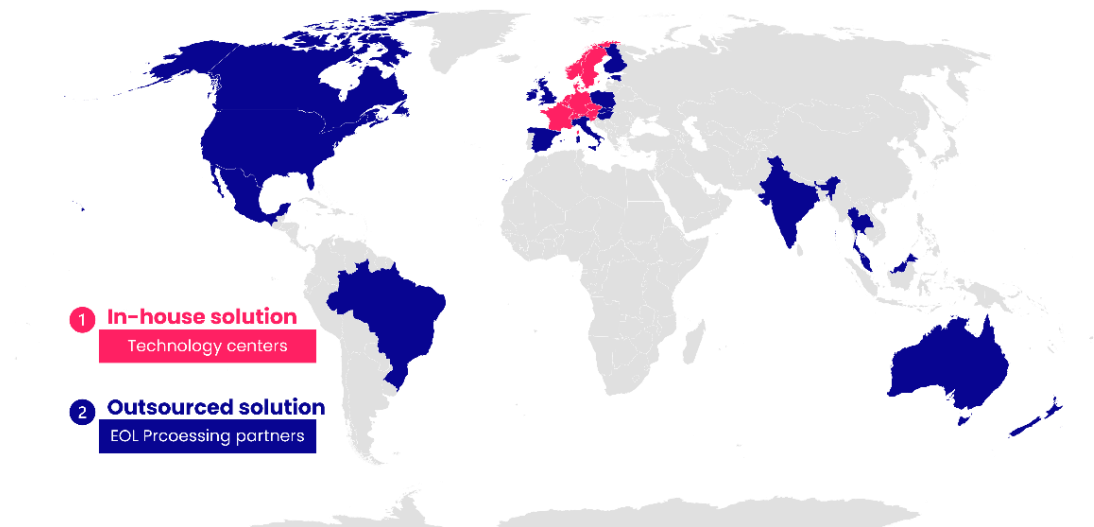 1 In-house solution
Technology centers
2 Outsourced solution
EOL Prcoessing partners